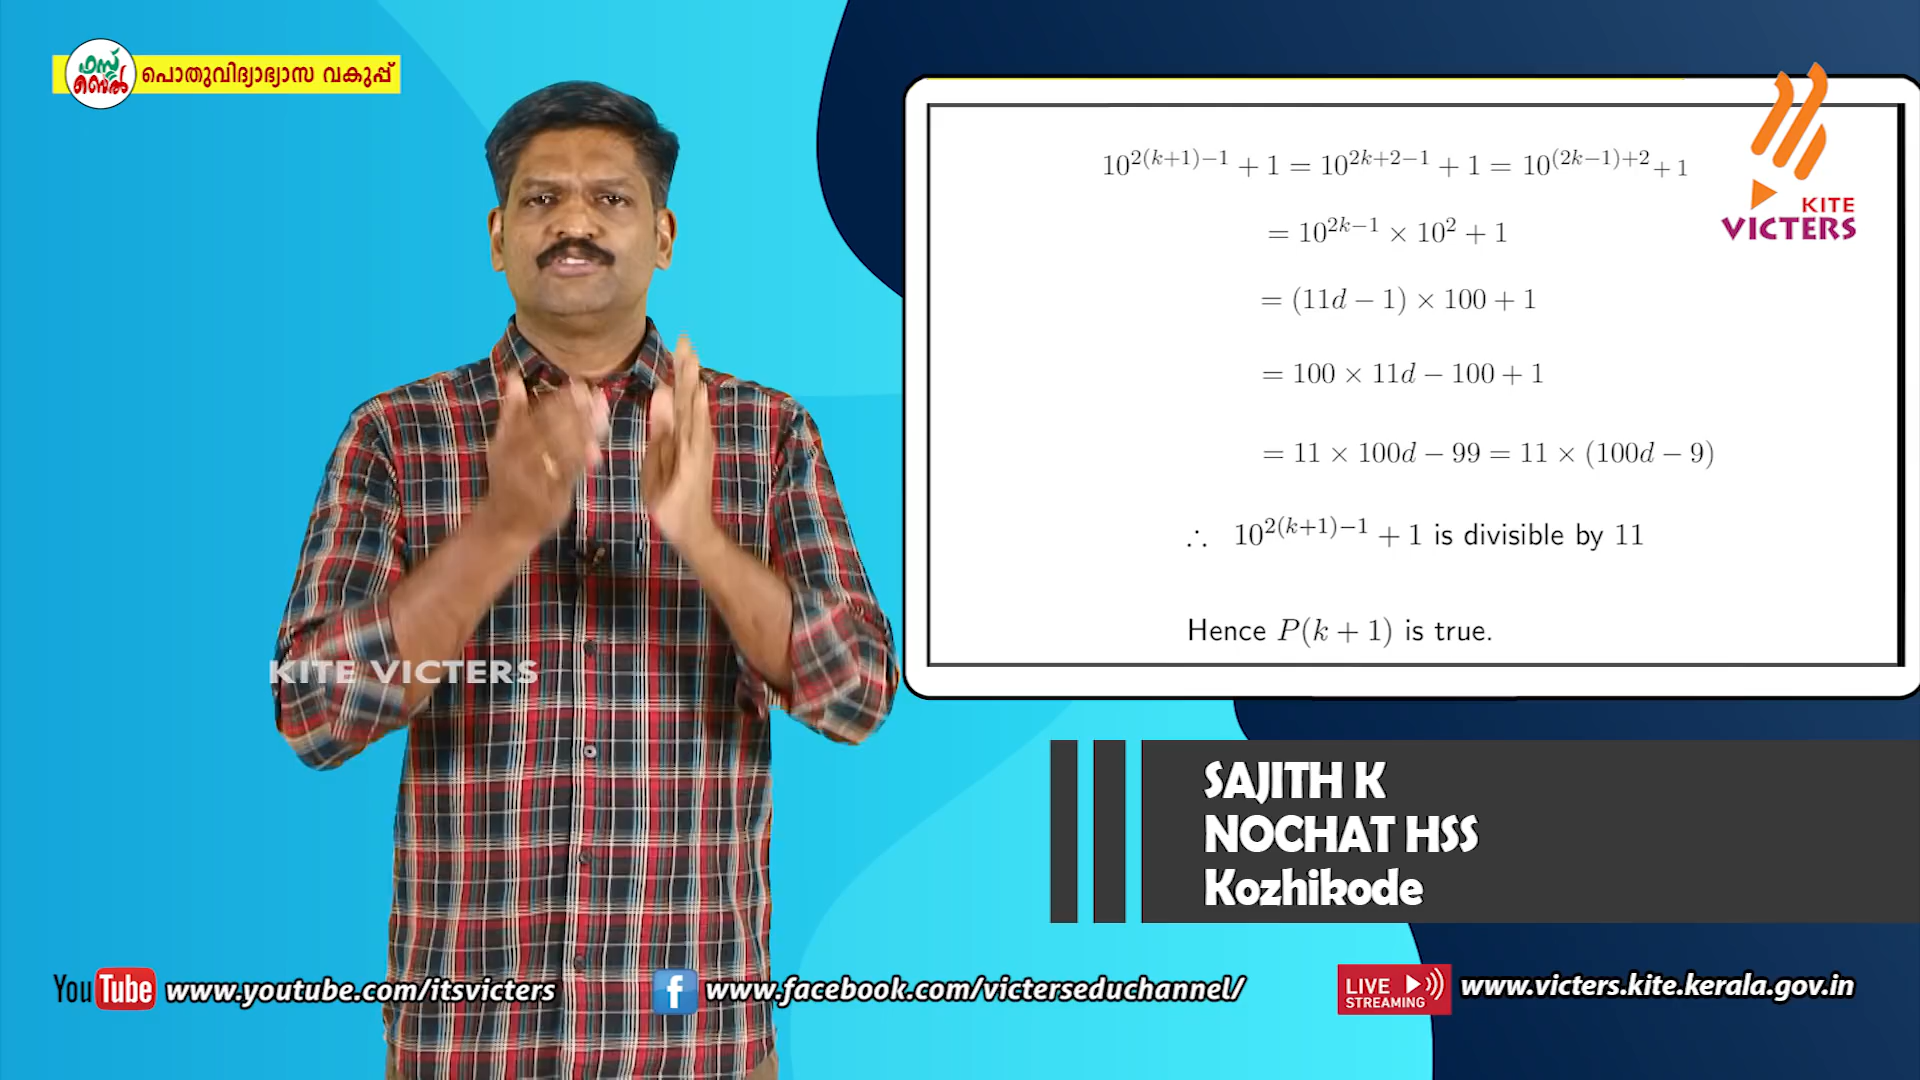 ഫസ്റ്റ്
ബെൽ
പൊതുവിദ്യാഭ്യാസ വകുപ്പ്
10^{2(k+1)−1} + 1 = 10^{2k+2−1} + 1 = 10^{(2k−1)+2} + 1
= 10^{2k−1} × 10^2 + 1
= (11d − 1) × 100 + 1
= 100 × 11d − 100 + 1
= 11 × 100d − 99 = 11 × (100d − 9)
∴ 10^{2(k+1)−1} + 1 is divisible by 11
Hence P(k + 1) is true.
KITE
VICTERS
KITE VICTERS
SAJITH K
NOCHAT HSS
Kozhikode
YouTube www.youtube.com/itsvicters
f www.facebook.com/victerseduchannel/
LIVE
STREAMING
www.victers.kite.kerala.gov.in